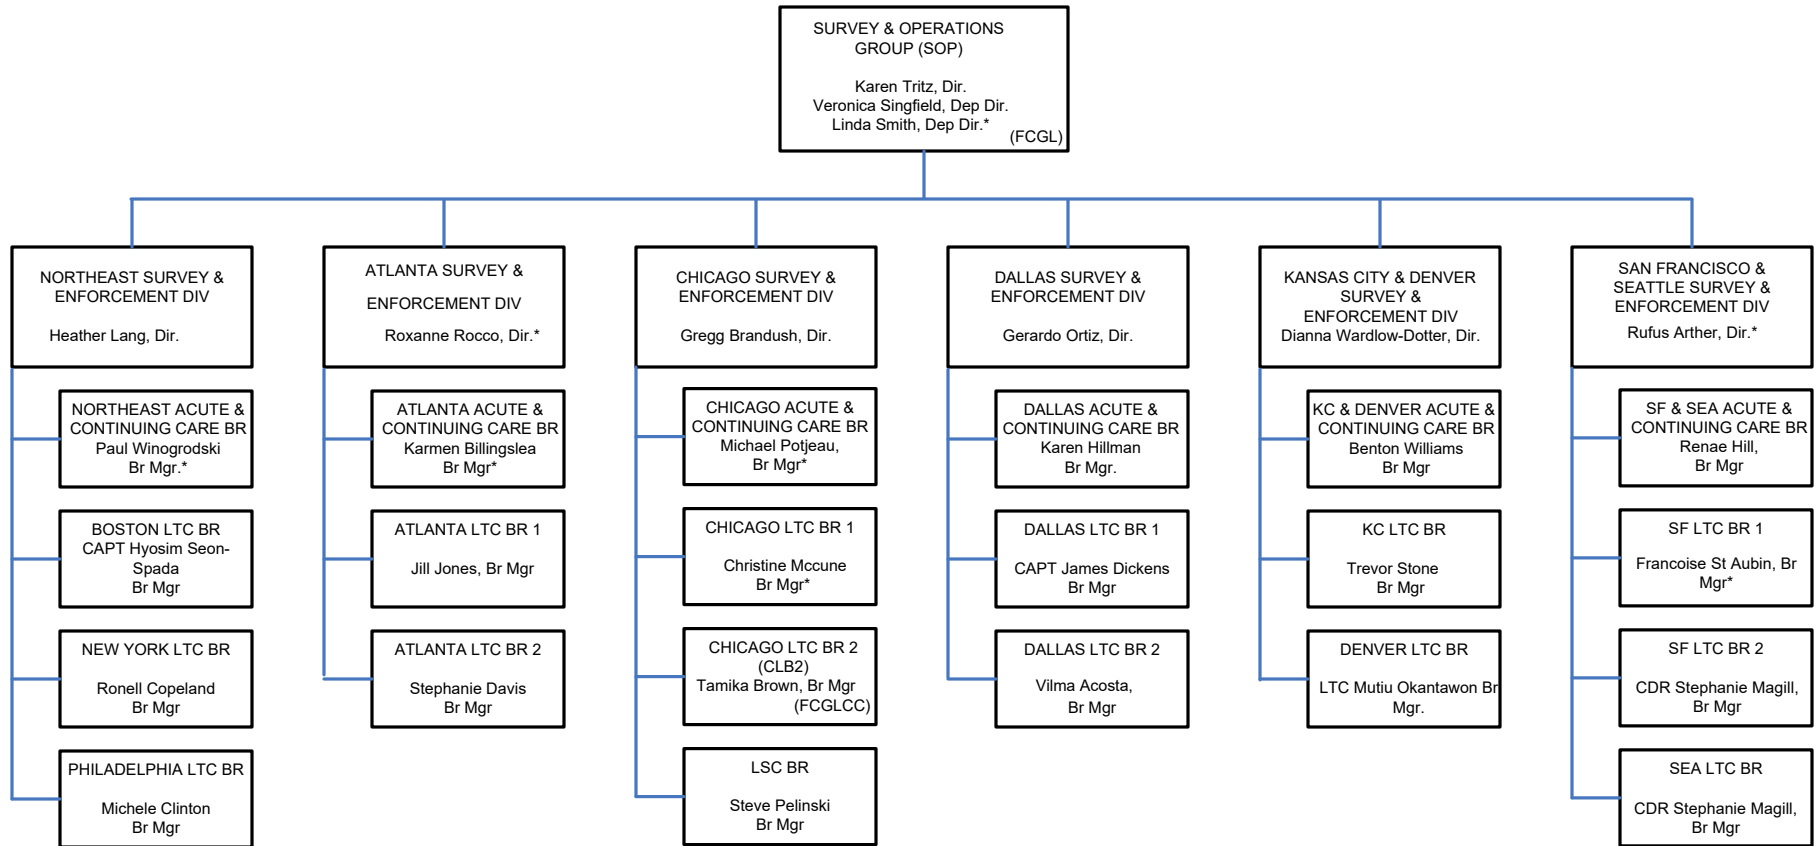 SURVEY & OPERATIONS
GROUP (SOP)
Karen Tritz, Dir.
Veronica Singfield, Dep Dir.
Linda Smith, Dep Dir.*
(FCGL)
NORTHEAST SURVEY &
ENFORCEMENT DIV
Heather Lang, Dir.
NORTHEAST ACUTE &
CONTINUING CARE BR
Paul Winogrodski
Br Mgr.*
BOSTON LTC BR
CAPT Hyosim Seon-
Spada
Br Mgr
NEW YORK LTC BR
Ronell Copeland
Br Mgr
PHILADELPHIA LTC BR
Michele Clinton
Br Mgr
ATLANTA SURVEY &
ENFORCEMENT DIV
Roxanne Rocco, Dir.*
ATLANTA ACUTE &
CONTINUING CARE BR
Karmen Billingslea
Br Mgr*
ATLANTA LTC BR 1
Jill Jones, Br Mgr
ATLANTA LTC BR 2
Stephanie Davis
Br Mgr
CHICAGO SURVEY &
ENFORCEMENT DIV
Gregg Brandush, Dir.
CHICAGO ACUTE &
CONTINUING CARE BR
Michael Potjeau,
Br Mgr*
CHICAGO LTC BR 1
Christine Mccune
Br Mgr*
CHICAGO LTC BR 2
(CLB2)
Tamika Brown, Br Mgr
(FCGLCC)
LSC BR
Steve Pelinski
Br Mgr
DALLAS SURVEY &
ENFORCEMENT DIV
Gerardo Ortiz, Dir.
DALLAS ACUTE &
CONTINUING CARE BR
Karen Hillman
Br Mgr.
DALLAS LTC BR 1
CAPT James Dickens
Br Mgr
DALLAS LTC BR 2
Vilma Acosta,
Br Mgr
KANSAS CITY & DENVER
SURVEY &
ENFORCEMENT DIV
Dianna Wardlow-Dotter, Dir.
KC & DENVER ACUTE &
CONTINUING CARE BR
Benton Williams
Br Mgr
KC LTC BR
Trevor Stone
Br Mgr
DENVER LTC BR
LTC Mutiu Okantawon Br
Mgr.
SAN FRANCISCO &
SEATTLE SURVEY &
ENFORCEMENT DIV
Rufus Arther, Dir.*
SF & SEA ACUTE &
CONTINUING CARE BR
Renae Hill,
Br Mgr
SF LTC BR 1
Francoise St Aubin, Br
Mgr*
SF LTC BR 2
CDR Stephanie Magill,
Br Mgr
SEA LTC BR
CDR Stephanie Magill,
Br Mgr